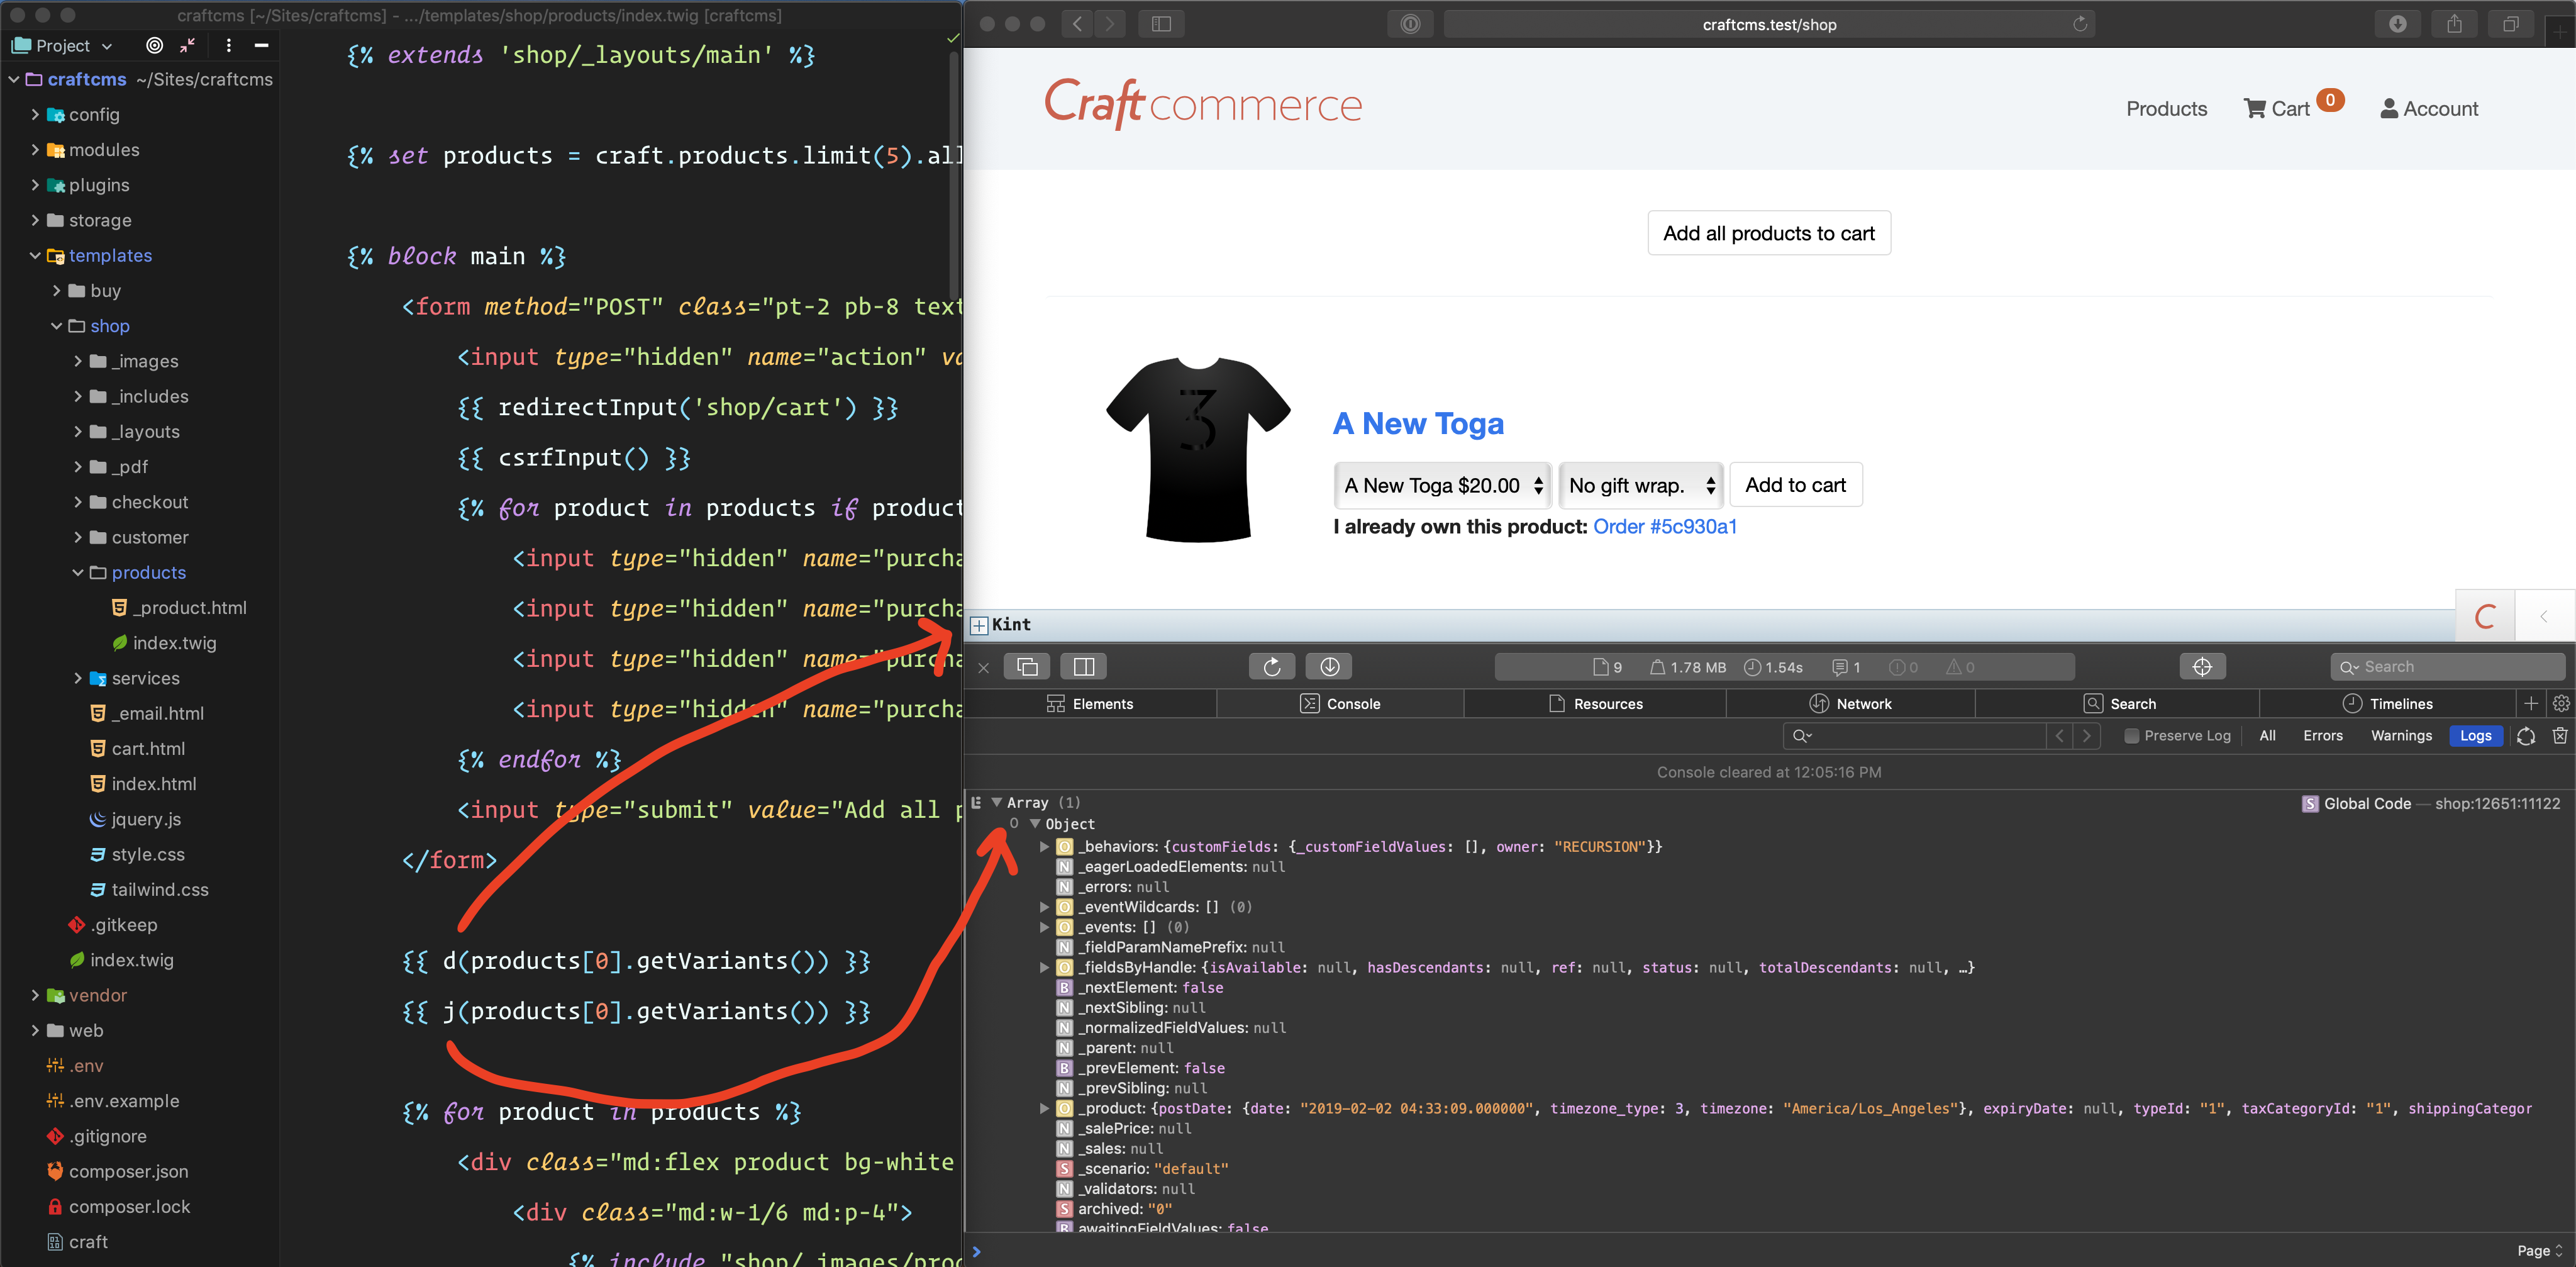 craftcms [~/Sites/craftcms] - .../templates/shop/products/index.twig [craftcms]
Project
craftcms ~/Sites/craftcms
config
modules
plugins
storage
templates
buy
shop
_images
_includes
_layouts
_pdf
checkout
customer
products
_product.html
index.twig
services
_email.html
cart.html
index.html
jquery.js
style.css
tailwind.css
.gitkeep
index.twig
vendor
web
.env
.env.example
.gitignore
composer.json
composer.lock
craft
{% extends 'shop/_layouts/main' %}
{% set products = craft.products.limit(5).all
{% block main %}
<form method="POST" class="pt-2 pb-8 text
<input type="hidden" name="action" va
{{ redirectInput('shop/cart') }}
{{ csrfInput() }}
{% for product in products if product
<input type="hidden" name="purcha
<input type="hidden" name="purcha
<input type="hidden" name="purcha
<input type="hidden" name="purcha
{% endfor %}
<input type="submit" value="Add all p
</form>
{{ d(products[0].getVariants()) }}
{{ j(products[0].getVariants()) }}
{% for product in products %}
<div class="md:flex product bg-white
<div class="md:w-1/6 md:p-4">
{% include "shop/_images/prod
craftcms.test/shop
Craft commerce
Products
Cart 0
Account
Add all products to cart
3
A New Toga
A New Toga $20.00
No gift wrap.
Add to cart
I already own this product: Order #5c930a1
Kint
C
9
1.78 MB
1.54s
1
0
0
Search
Elements
Console
Resources
Network
Search
Timelines
Preserve Log
All
Errors
Warnings
Logs
Console cleared at 12:05:16 PM
E Array (1)
S Global Code — shop:12651:11122
0 Object
O _behaviors: {customFields: {_customFieldValues: [], owner: "RECURSION"}}
N _eagerLoadedElements: null
N _errors: null
O _eventWildcards: [] (0)
O _events: [] (0)
N _fieldParamNamePrefix: null
O _fieldsByHandle: {isAvailable: null, hasDescendants: null, ref: null, status: null, totalDescendants: null, …}
B _nextElement: false
N _nextSibling: null
N _normalizedFieldValues: null
N _parent: null
B _prevElement: false
N _prevSibling: null
O _product: {postDate: {date: "2019-02-02 04:33:09.000000", timezone_type: 3, timezone: "America/Los_Angeles"}, expiryDate: null, typeId: "1", taxCategoryId: "1", shippingCategor
N _salePrice: null
N _sales: null
S _scenario: "default"
N _validators: null
S archived: "0"
B awaitingFieldValues: false
Page